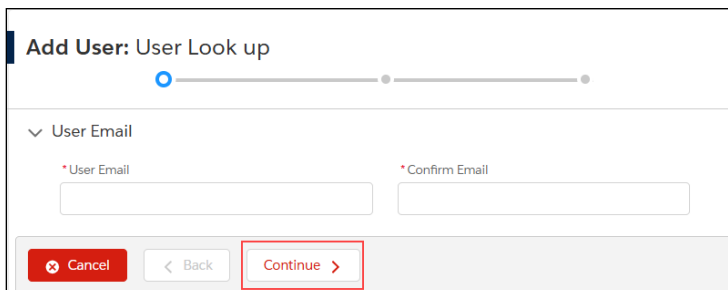 Add User: User Look up
User Email
*User Email *Confirm Email
Cancel Back Continue